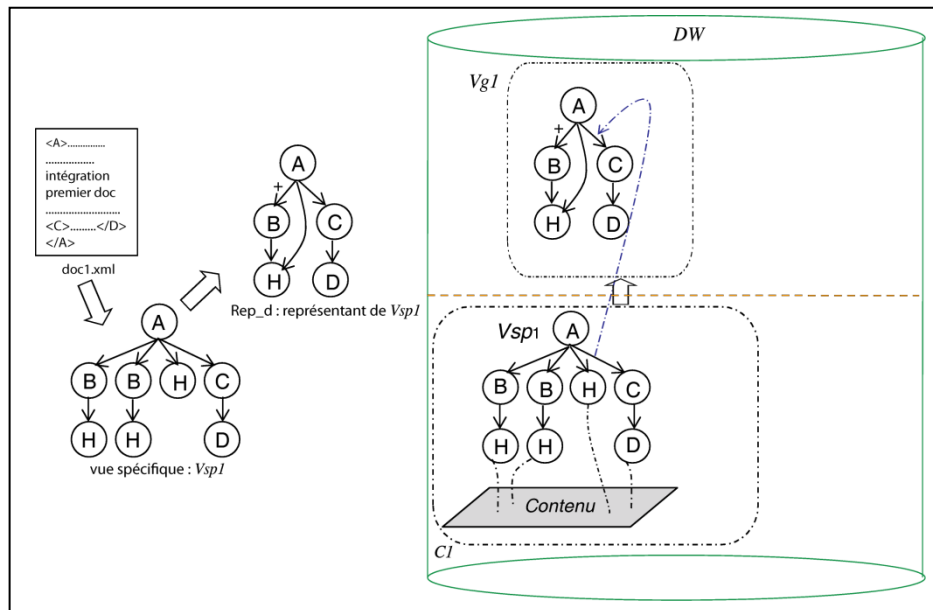 <A>..............
.................
intégration
premier doc
..........................
<C>.........</D>
</A>
doc1.xml
A
B B H C
H H D
vue spécifique : Vsp1
A
+
B C
H D
Rep_d : représentant de Vsp1
DW
Vg1
A
+
B C
H D
Vsp1
A
B B H C
H H D
Contenu
C1